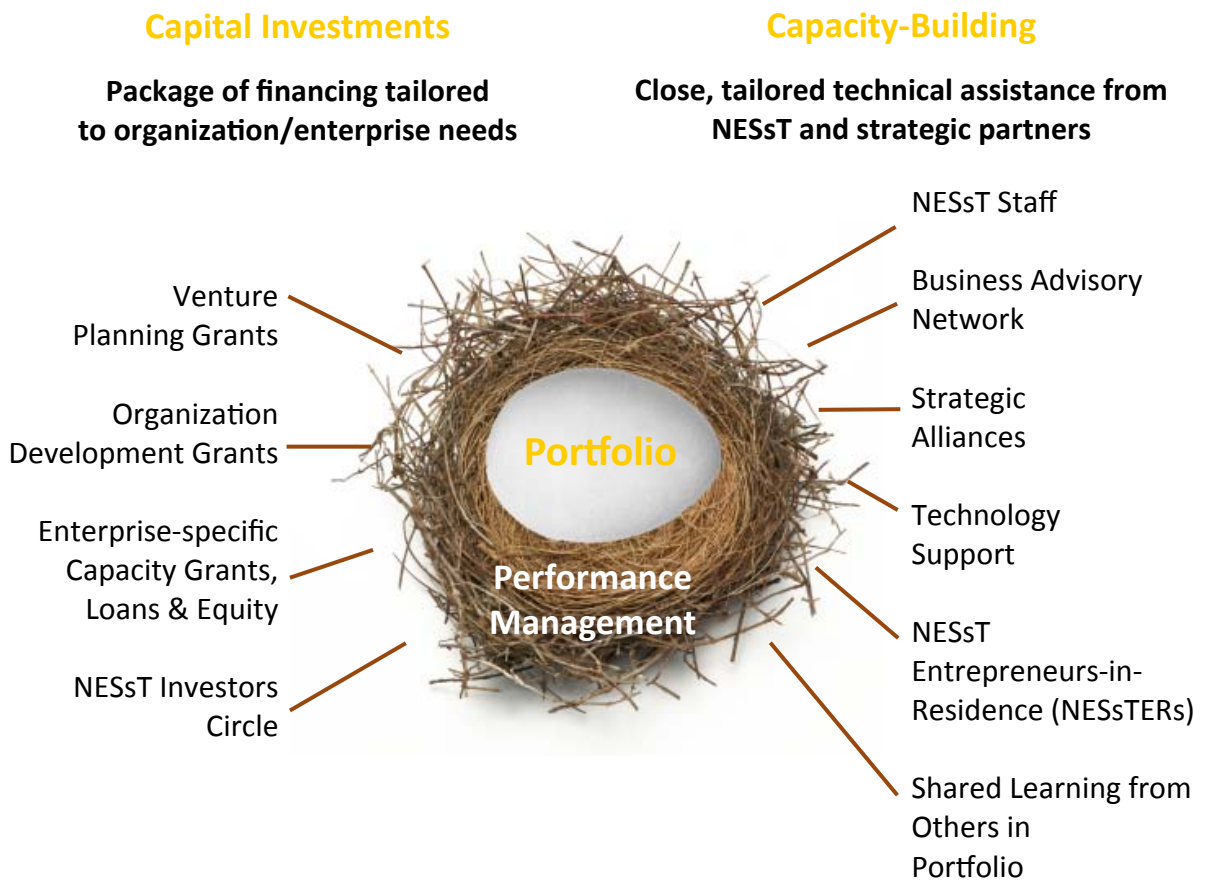 Capital Investments
Package of financing tailored
to organization/enterprise needs
Venture
Planning Grants
Organization
Development Grants
Enterprise-specific
Capacity Grants,
Loans & Equity
NESsT Investors
Circle
Portfolio
Performance
Management
Capacity-Building
Close, tailored technical assistance from
NESsT and strategic partners
NESsT Staff
Business Advisory
Network
Strategic
Alliances
Technology
Support
NESsT
Entrepreneurs-in-
Residence (NESsTERs)
Shared Learning from
Others in
Portfolio